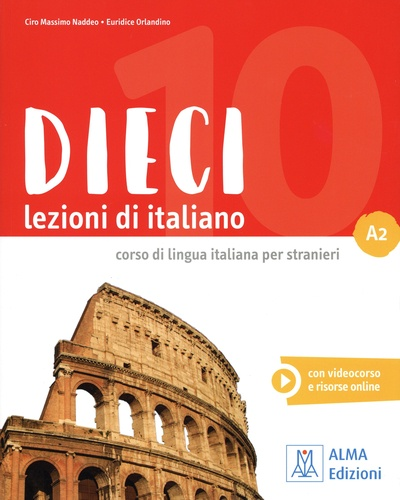 Ciro Massimo Naddeo • Euridice Orlandino
10
DIECI
lezioni di italiano
A2
corso di lingua italiana per stranieri
con videocorso
e risorse online
ALMA
Edizioni